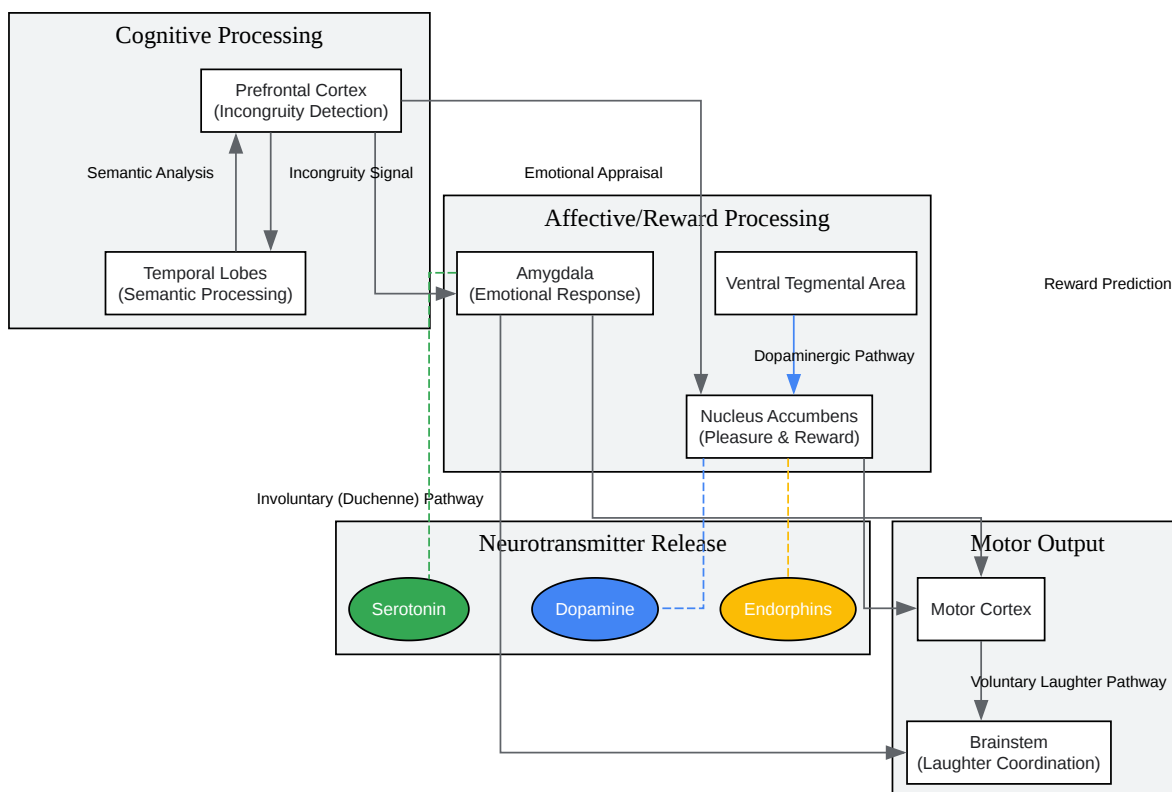 Cognitive Processing
Prefrontal Cortex
(Incongruity Detection)
Semantic Analysis
Incongruity Signal
Emotional Appraisal
Affective/Reward Processing
Temporal Lobes
(Semantic Processing)
Amygdala
(Emotional Response)
Ventral Tegmental Area
Reward Prediction
Dopaminergic Pathway
Nucleus Accumbens
(Pleasure & Reward)
Involuntary (Duchenne) Pathway
Neurotransmitter Release
Motor Output
Serotonin
Dopamine
Endorphins
Motor Cortex
Voluntary Laughter Pathway
Brainstem
(Laughter Coordination)